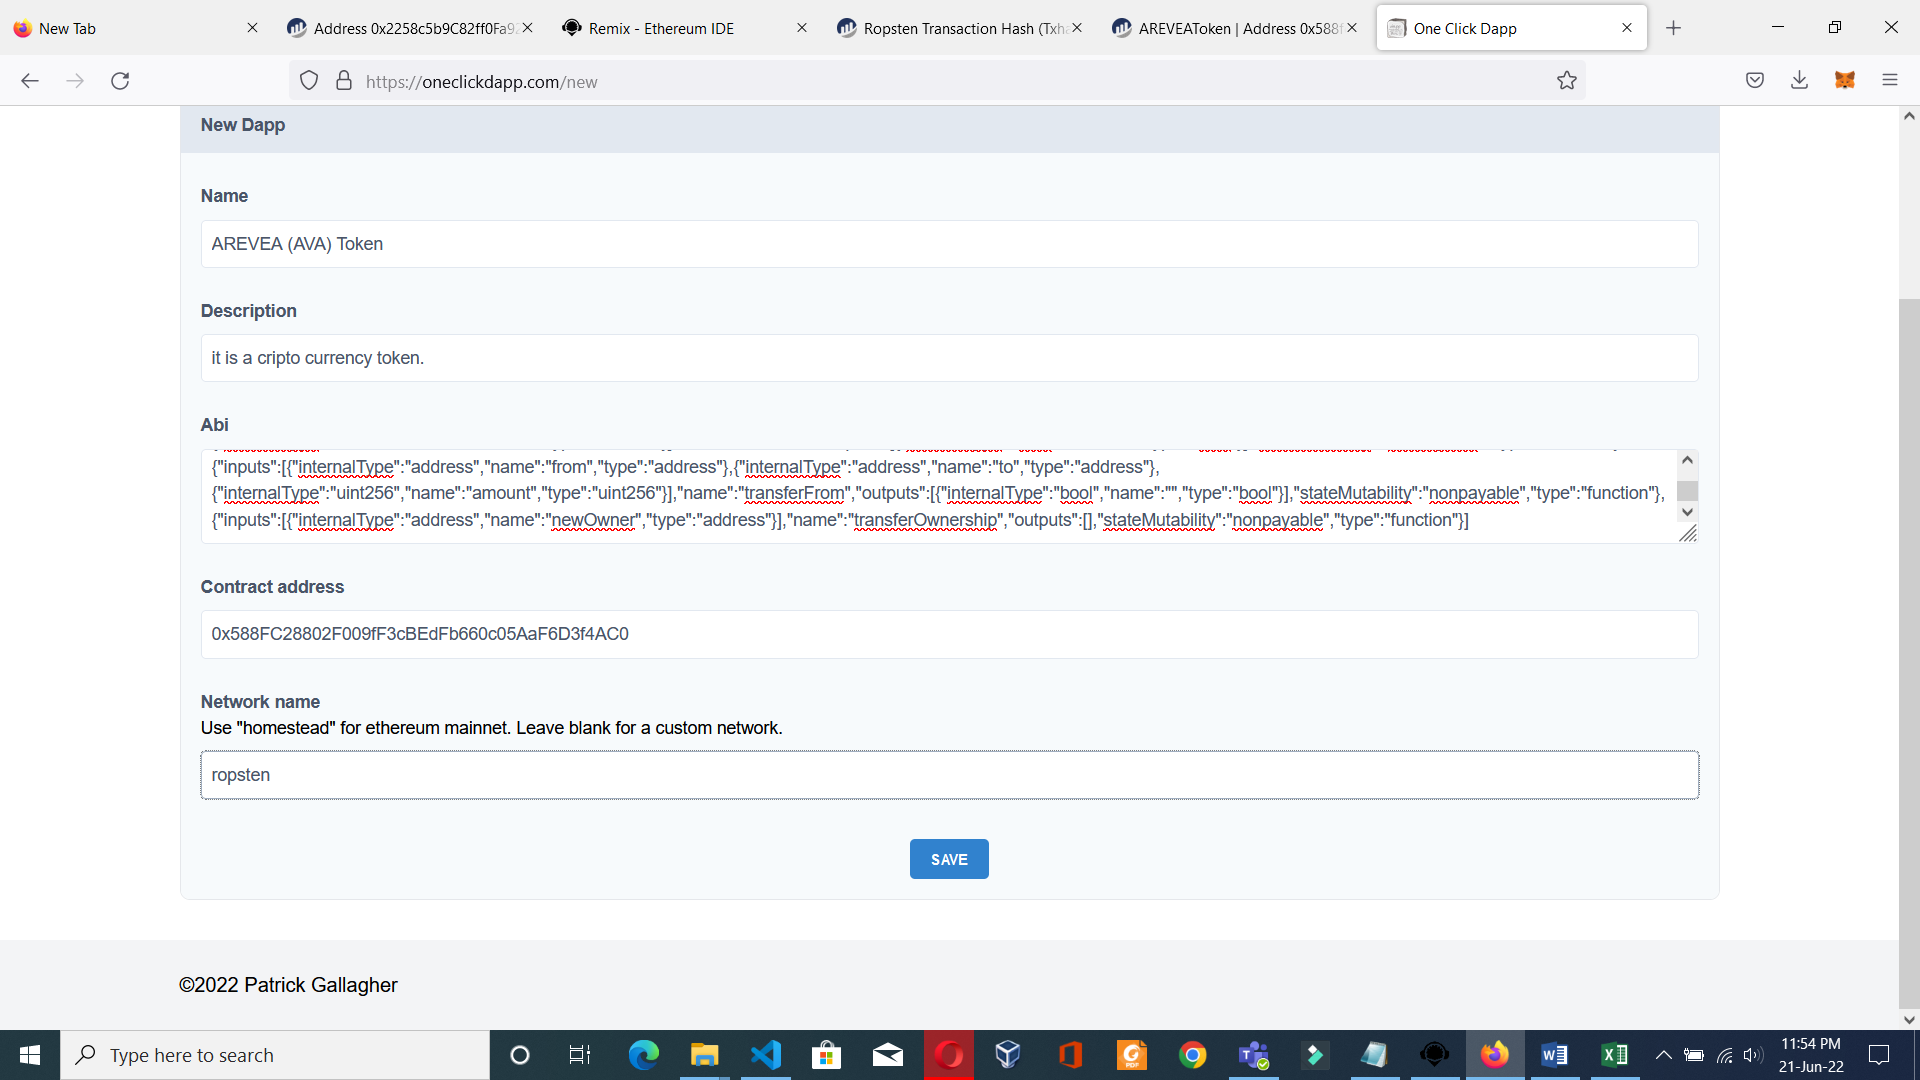 New Tab
Address 0x2258c5b9C82ff0Fa92
Remix - Ethereum IDE
Ropsten Transaction Hash (Txha
AREVEAToken | Address 0x588f
One Click Dapp
https://oneclickdapp.com/new
New Dapp
Name
AREVEA (AVA) Token
Description
it is a cripto currency token.
Abi
{"inputs":[{"internalType":"address","name":"from","type":"address"},{"internalType":"address","name":"to","type":"address"},
{"internalType":"uint256","name":"amount","type":"uint256"}],"name":"transferFrom","outputs":[{"internalType":"bool","name":"","type":"bool"}],"stateMutability":"nonpayable","type":"function"},
{"inputs":[{"internalType":"address","name":"newOwner","type":"address"}],"name":"transferOwnership","outputs":[],"stateMutability":"nonpayable","type":"function"}]
Contract address
0x588FC28802F009fF3cBEdFb660c05AaF6D3f4AC0
Network name
Use "homestead" for ethereum mainnet. Leave blank for a custom network.
ropsten
SAVE
©2022 Patrick Gallagher
Type here to search
11:54 PM
21-Jun-22